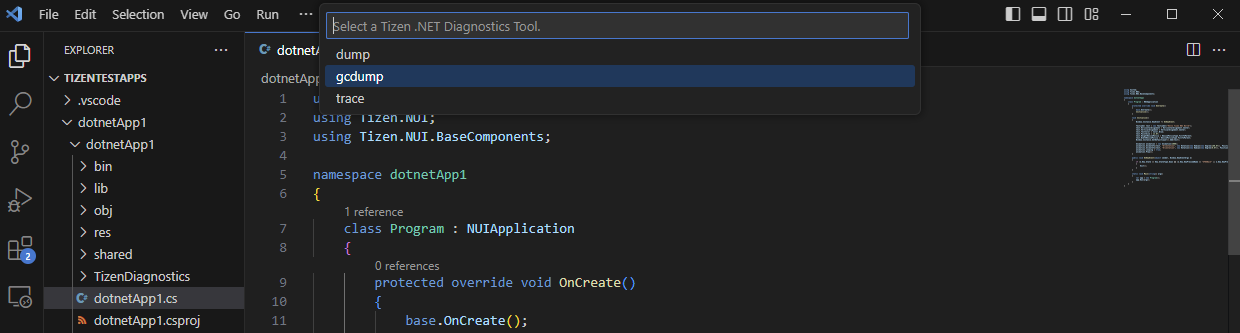 File Edit Selection View Go Run ···
Select a Tizen .NET Diagnostics Tool.
dump
gcdump
trace
EXPLORER ···
TIZENTESTAPPS
.vscode
dotnetApp1
dotnetApp1
bin
lib
obj
res
shared
TizenDiagnostics
dotnetApp1.cs
dotnetApp1.csproj
2
C# dotnetA
dotnetApp
1 u
2 using Tizen.NUI;
3 using Tizen.NUI.BaseComponents;
4
5 namespace dotnetApp1
6 {
1 reference
7 class Program : NUIApplication
8 {
0 references
9 protected override void OnCreate()
10 {
11 base.OnCreate();